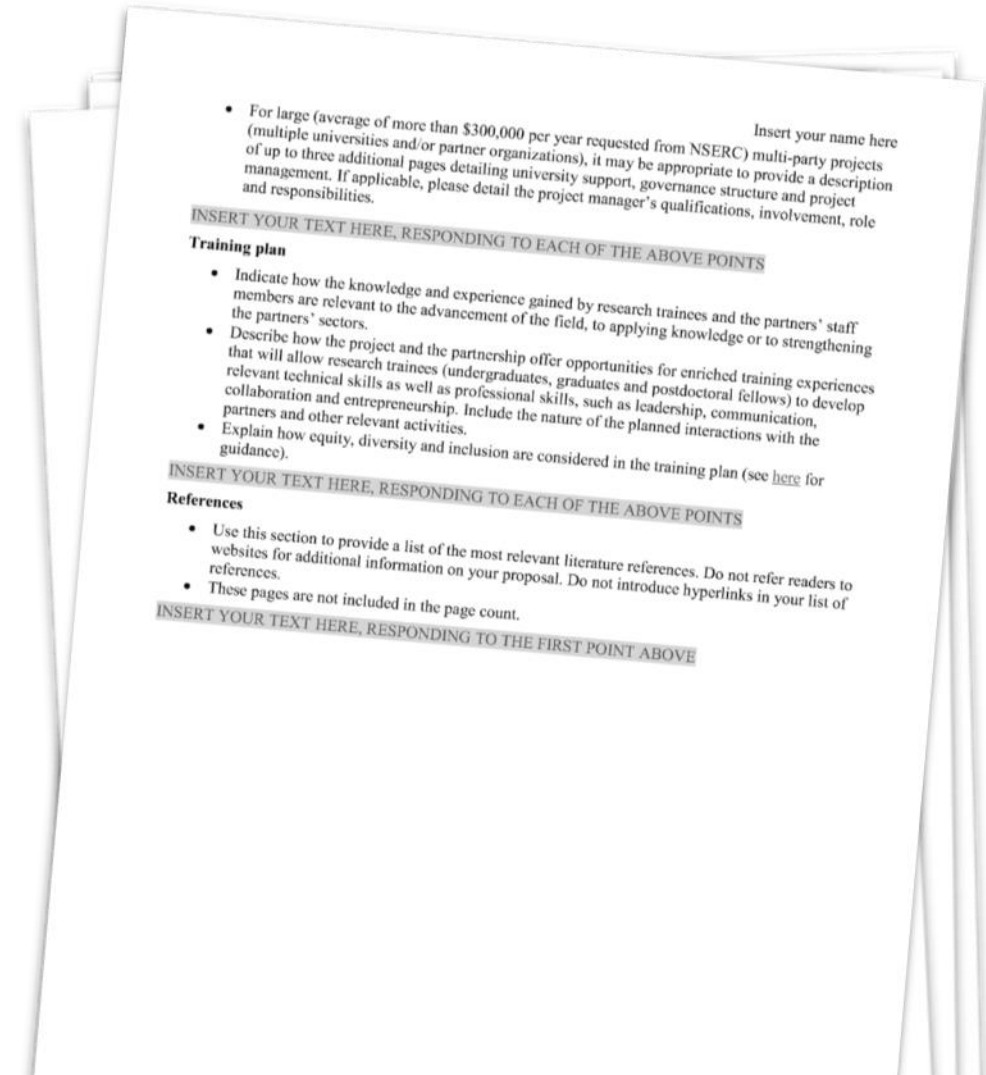 Insert your name here
• For large (average of more than $300,000 per year requested from NSERC) multi-party projects
(multiple universities and/or partner organizations), it may be appropriate to provide a description
of up to three additional pages detailing university support, governance structure and project
management. If applicable, please detail the project manager's qualifications, involvement, role
and responsibilities.
INSERT YOUR TEXT HERE, RESPONDING TO EACH OF THE ABOVE POINTS
Training plan
• Indicate how the knowledge and experience gained by research trainees and the partners' staff
members are relevant to the advancement of the field, to applying knowledge or to strengthening
the partners' sectors.
• Describe how the project and the partnership offer opportunities for enriched training experiences
that will allow research trainees (undergraduates, graduates and postdoctoral fellows) to develop
relevant technical skills as well as professional skills, such as leadership, communication,
collaboration and entrepreneurship. Include the nature of the planned interactions with the
partners and other relevant activities.
• Explain how equity, diversity and inclusion are considered in the training plan (see here for
guidance).
INSERT YOUR TEXT HERE, RESPONDING TO EACH OF THE ABOVE POINTS
References
• Use this section to provide a list of the most relevant literature references. Do not refer readers to
websites for additional information on your proposal. Do not introduce hyperlinks in your list of
references.
• These pages are not included in the page count.
INSERT YOUR TEXT HERE, RESPONDING TO THE FIRST POINT ABOVE